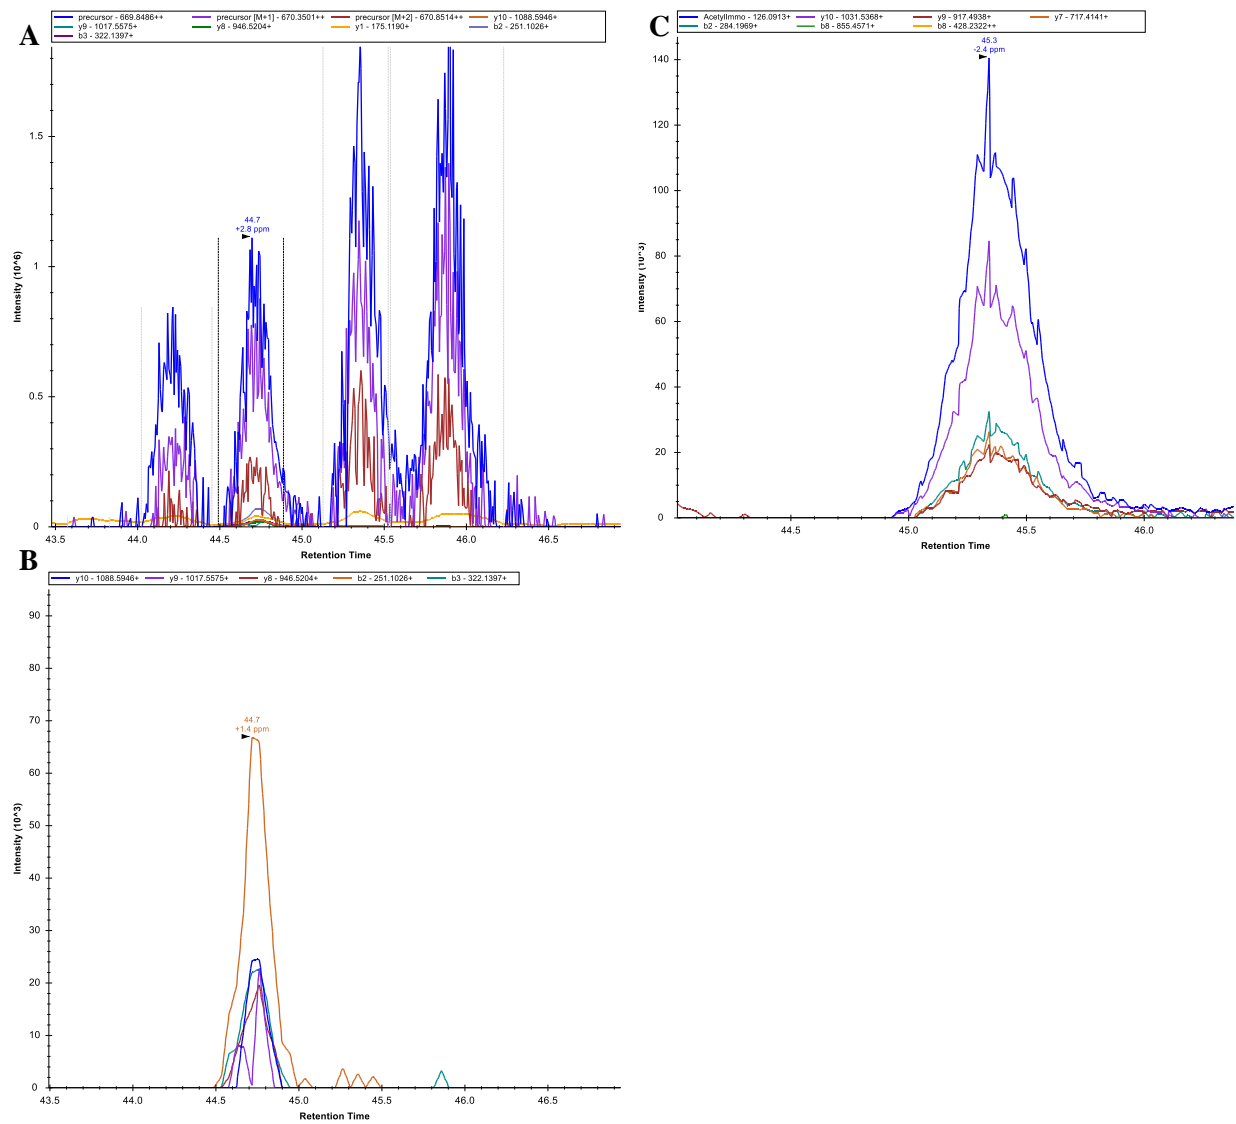 A
precursor - 669.8486++ precursor [M+1] - 670.3501++ precursor [M+2] - 670.8514++ y10 - 1088.5946+
y9 - 1017.5575+ y8 - 946.5204+ y1 - 175.1190+ b2 - 251.1026+
b3 - 322.1397+
Intensity (10^6)
1.5
1
0.5
0
44.7
+2.8 ppm
43.5 44.0 44.5 45.0 45.5 46.0 46.5
Retention Time
B
y10 - 1088.5946+ y9 - 1017.5575+ y8 - 946.5204+ b2 - 251.1026+ b3 - 322.1397+
Intensity (10^3)
90
80
70
60
50
40
30
20
10
0
44.7
+1.4 ppm
43.5 44.0 44.5 45.0 45.5 46.0 46.5
Retention Time
C
AcetylImmo - 126.0913+ y10 - 1031.5368+ y9 - 917.4938+ y7 - 717.4141+
b2 - 284.1969+ b8 - 855.4571+ b8 - 428.2322++
Intensity (10^3)
140
120
100
80
60
40
20
0
45.3
-2.4 ppm
44.5 45.0 45.5 46.0
Retention Time